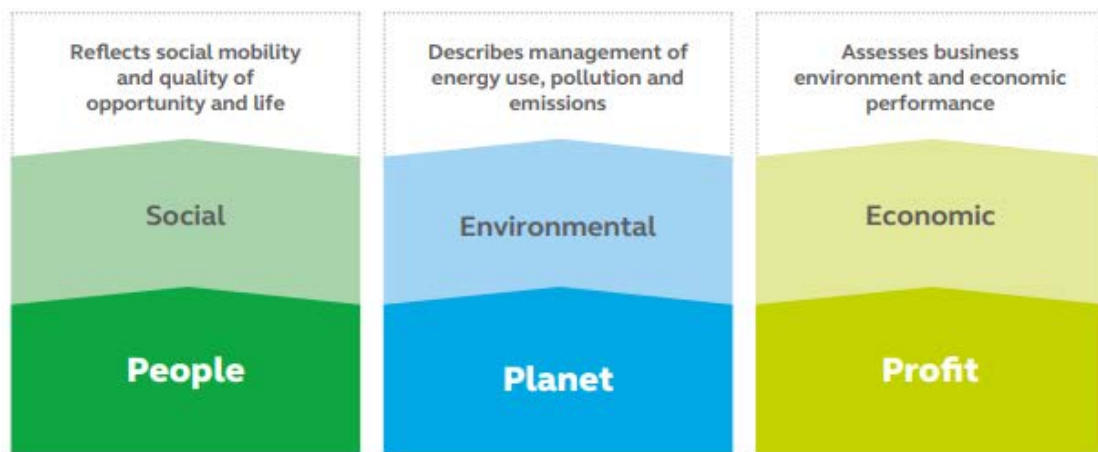 Reflects social mobility
and quality of
opportunity and life
Social
People
Describes management of
energy use, pollution and
emissions
Environmental
Planet
Assesses business
environment and economic
performance
Economic
Profit